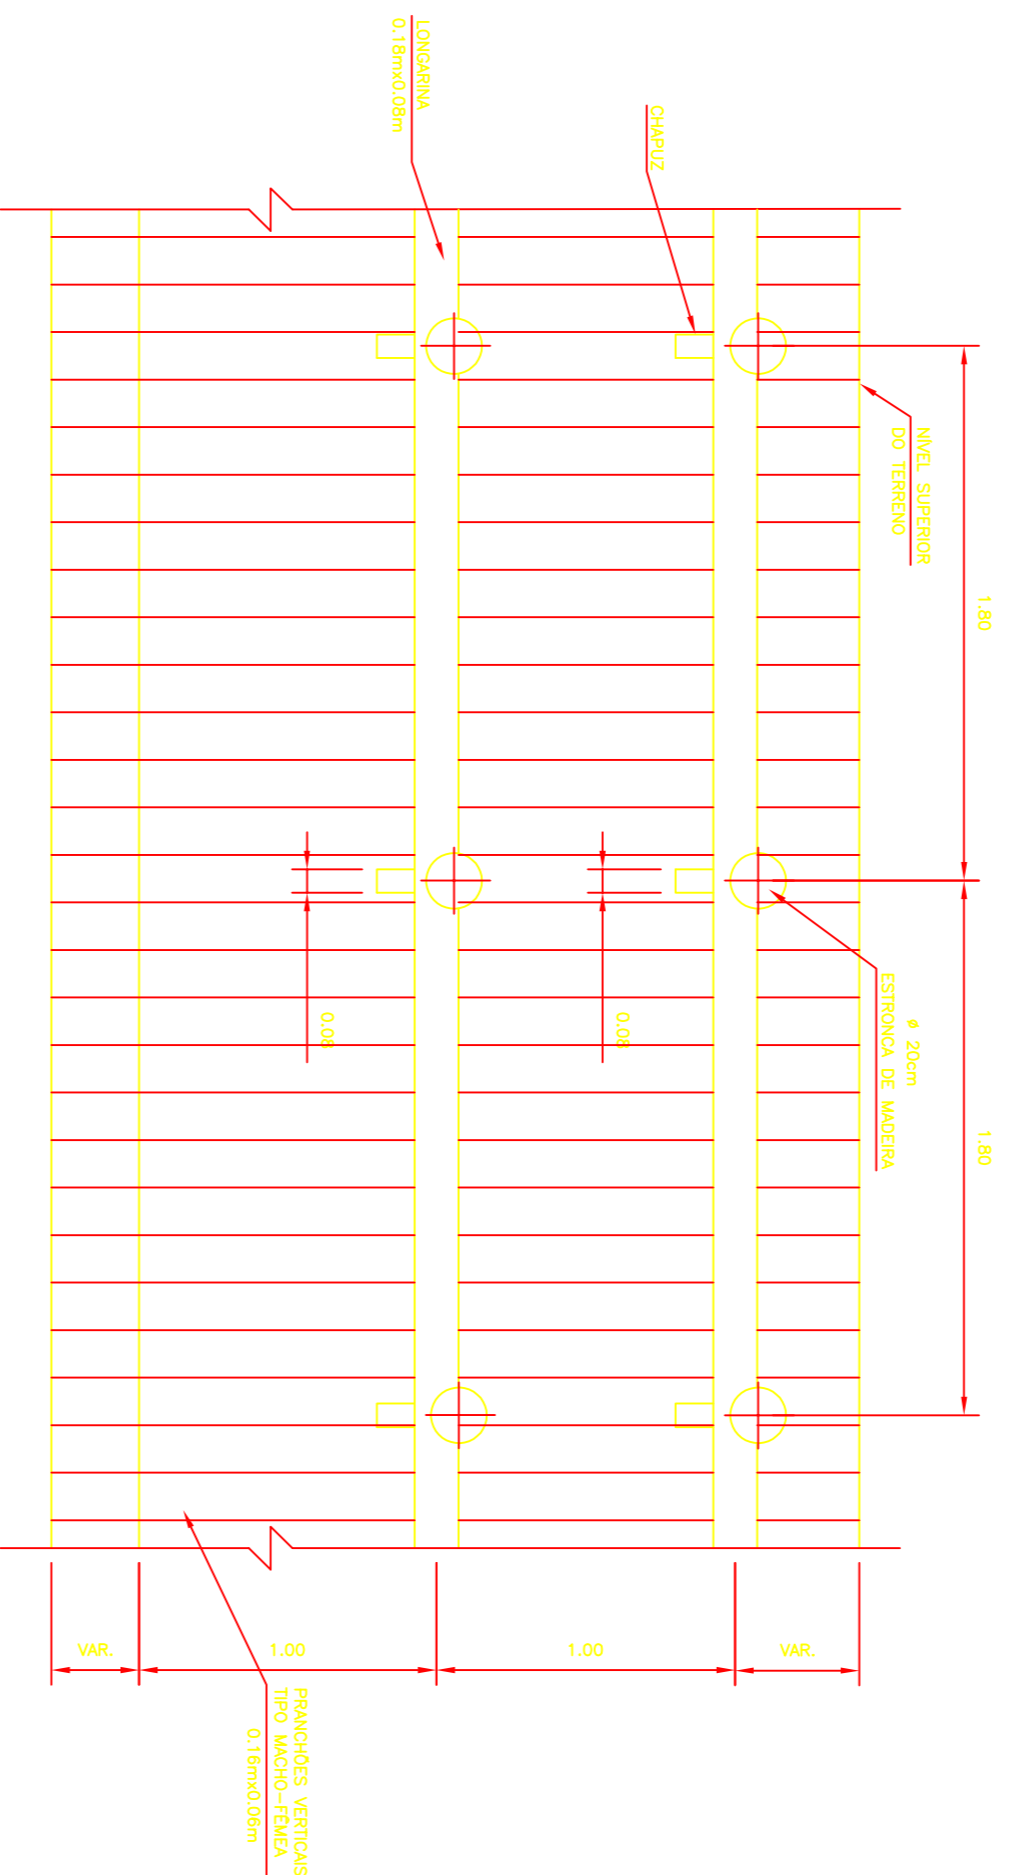 LONGARINA
0.18mx0.08m
CHAPUZ
NÍVEL SUPERIOR
DO TERRENO
1.80
ø 20cm
ESTRONCA DE MADEIRA
1.80
0.08
0.08
VAR.
1.00
1.00
VAR.
PRANCHÕES VERTICAIS
TIPO MACHO-FÊMEA
0.16mx0.06m